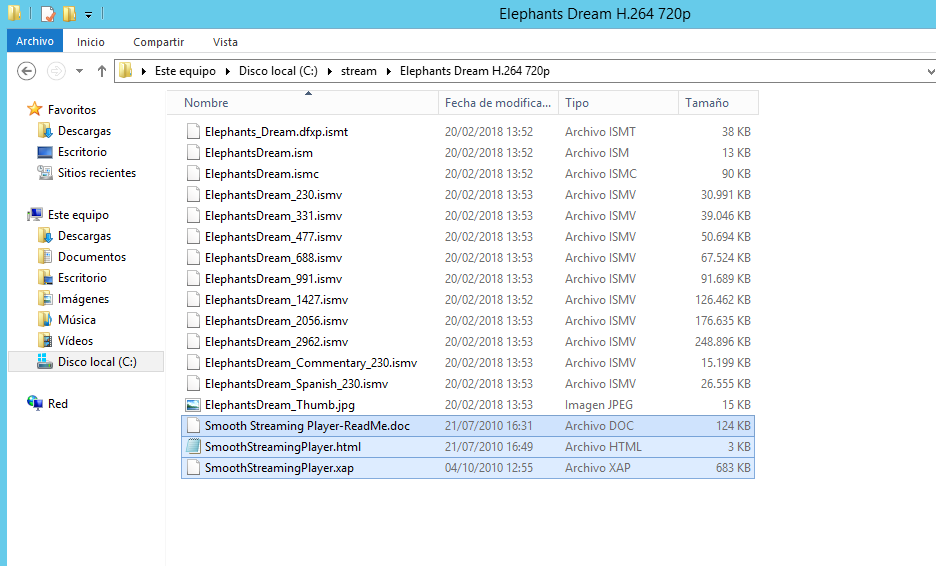 Elephants Dream H.264 720p
Archivo Inicio Compartir Vista
Este equipo Disco local (C:) stream Elephants Dream H.264 720p
Favoritos
Descargas
Escritorio
Sitios recientes
Este equipo
Descargas
Documentos
Escritorio
Imágenes
Música
Vídeos
Disco local (C:)
Red
Nombre Fecha de modifica... Tipo Tamaño
Elephants_Dream.dfxp.ismt 20/02/2018 13:52 Archivo ISMT 38 KB
ElephantsDream.ism 20/02/2018 13:52 Archivo ISM 13 KB
ElephantsDream.ismc 20/02/2018 13:52 Archivo ISMC 90 KB
ElephantsDream_230.ismv 20/02/2018 13:53 Archivo ISMV 30.991 KB
ElephantsDream_331.ismv 20/02/2018 13:53 Archivo ISMV 39.046 KB
ElephantsDream_477.ismv 20/02/2018 13:53 Archivo ISMV 50.694 KB
ElephantsDream_688.ismv 20/02/2018 13:53 Archivo ISMV 67.524 KB
ElephantsDream_991.ismv 20/02/2018 13:53 Archivo ISMV 91.689 KB
ElephantsDream_1427.ismv 20/02/2018 13:52 Archivo ISMV 126.462 KB
ElephantsDream_2056.ismv 20/02/2018 13:53 Archivo ISMV 176.635 KB
ElephantsDream_2962.ismv 20/02/2018 13:53 Archivo ISMV 248.896 KB
ElephantsDream_Commentary_230.ismv 20/02/2018 13:53 Archivo ISMV 15.199 KB
ElephantsDream_Spanish_230.ismv 20/02/2018 13:53 Archivo ISMV 26.555 KB
ElephantsDream_Thumb.jpg 20/02/2018 13:53 Imagen JPEG 15 KB
Smooth Streaming Player-ReadMe.doc 21/07/2010 16:31 Archivo DOC 124 KB
SmoothStreamingPlayer.html 21/07/2010 16:49 Archivo HTML 3 KB
SmoothStreamingPlayer.xap 04/10/2010 12:55 Archivo XAP 683 KB